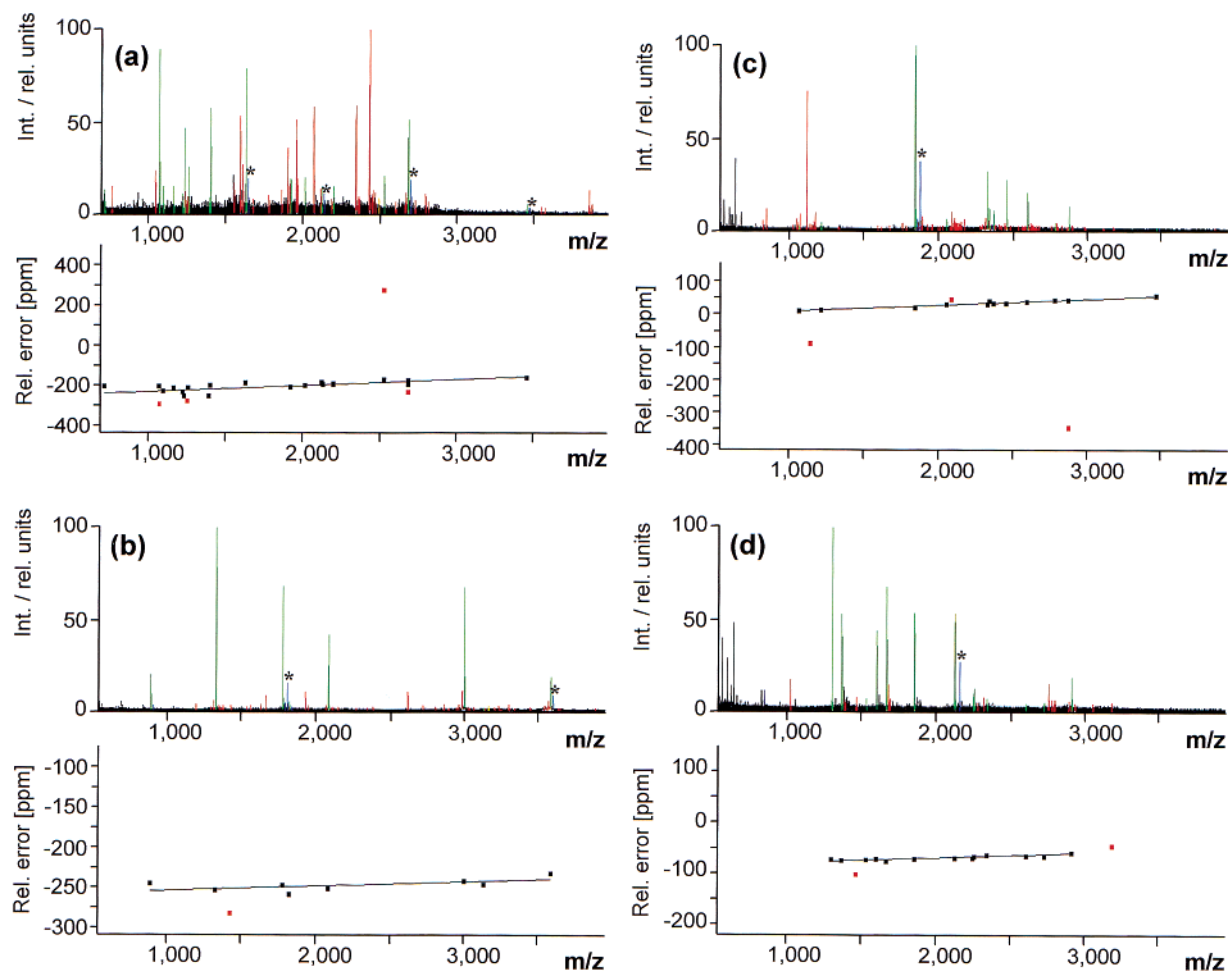 (a)
Int. / rel. units
100
50
0
*
*
*
*
1,000 2,000 3,000 m/z
Rel. error [ppm]
400
200
0
-200
-400
1,000 2,000 3,000 m/z
(c)
Int. / rel. units
100
50
0
*
1,000 2,000 3,000 m/z
Rel. error [ppm]
100
0
-100
-200
-300
-400
1,000 2,000 3,000 m/z
(b)
Int. / rel. units
100
50
0
*
*
1,000 2,000 3,000 m/z
Rel. error [ppm]
-100
-150
-200
-250
-300
1,000 2,000 3,000 m/z
(d)
Int. / rel. units
100
50
0
*
1,000 2,000 3,000 m/z
Rel. error [ppm]
100
0
-100
-200
1,000 2,000 3,000 m/z